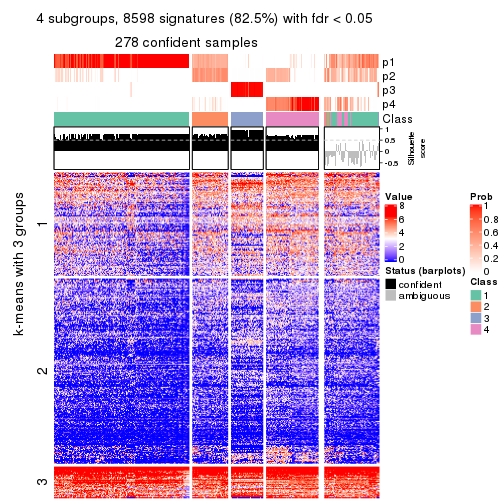 4 subgroups, 8598 signatures (82.5%) with fdr < 0.05
278 confident samples
p1
p2
p3
p4
Class
1
0.5
0
-0.5
Silhouette
score
k-means with 3 groups
1
2
3
Value
8
6
4
2
0
Status (barplots)
confident
ambiguous
Prob
1
0.8
0.6
0.4
0.2
0
Class
1
2
3
4